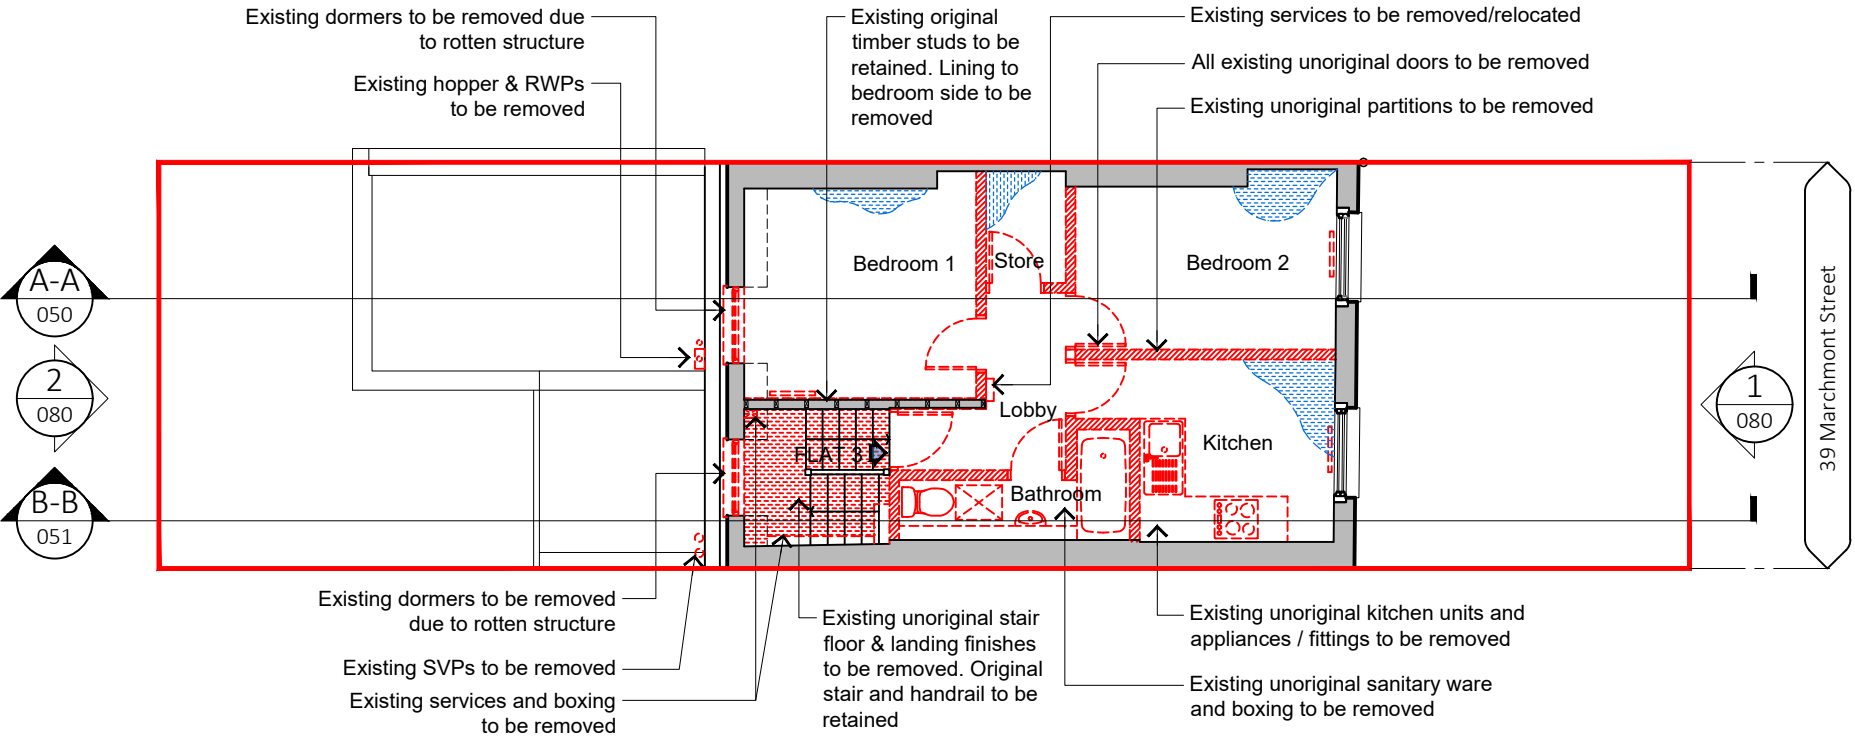 Existing dormers to be removed due
to rotten structure
Existing hopper & RWPs
to be removed
Existing original
timber studs to be
retained. Lining to
bedroom side to be
removed
Existing services to be removed/relocated
All existing unoriginal doors to be removed
Existing unoriginal partitions to be removed
A-A
050
2
080
B-B
051
Bedroom 1
Store
Bedroom 2
Lobby
Kitchen
FLAT 3
Bathroom
1
080
39 Marchmont Street
Existing dormers to be removed
due to rotten structure
Existing SVPs to be removed
Existing services and boxing
to be removed
Existing unoriginal stair
floor & landing finishes
to be removed. Original
stair and handrail to be
retained
Existing unoriginal kitchen units and
appliances / fittings to be removed
Existing unoriginal sanitary ware
and boxing to be removed